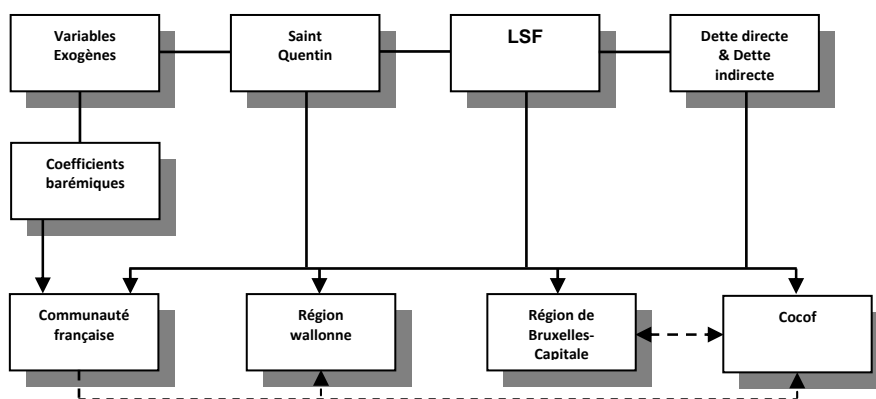 Variables
Exogènes
Saint
Quentin
LSF
Dette directe
& Dette
indirecte
Coefficients
barémiques
Communauté
française
Région
wallonne
Région de
Bruxelles-
Capitale
Cocof